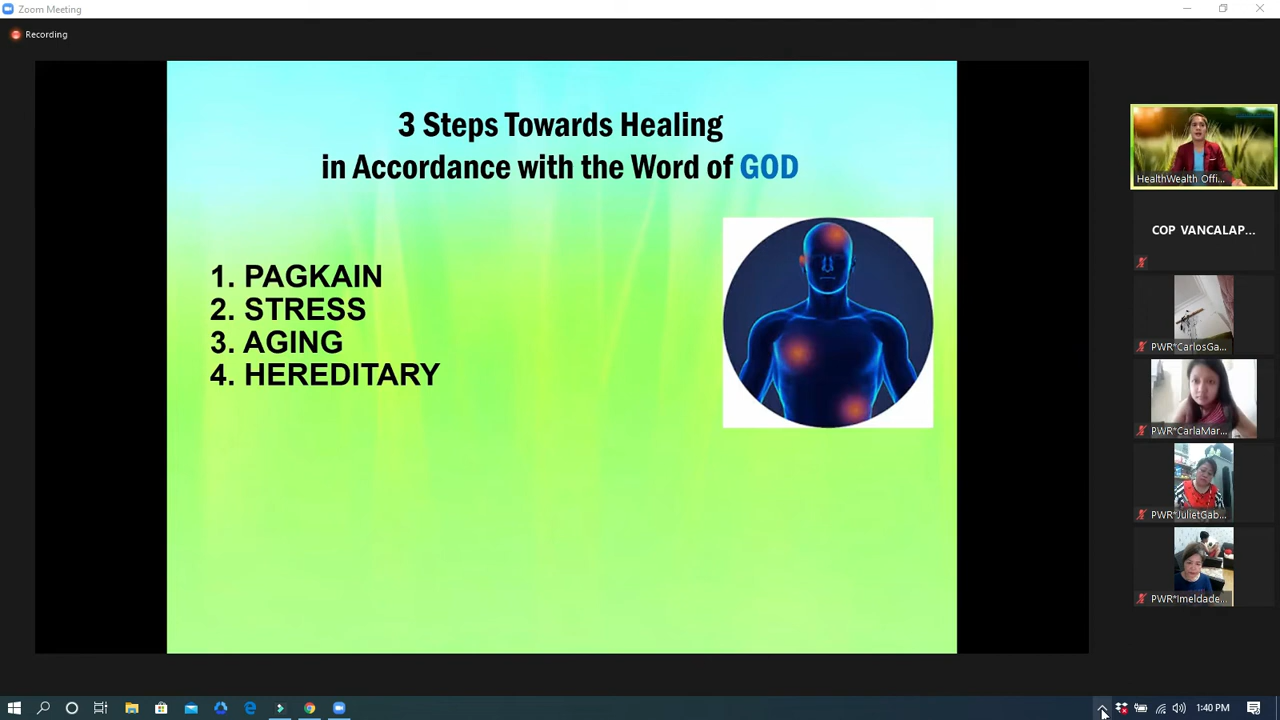 Zoom Meeting
Recording
3 Steps Towards Healing
in Accordance with the Word of GOD
1. PAGKAIN
2. STRESS
3. AGING
4. HEREDITARY
HealthWealth Offi...
COP VANCALAP...
PWR*CarlosGa...
PWR*CarlaMar...
PWR*JulietGab...
PWR*Imeldade...
1:40 PM